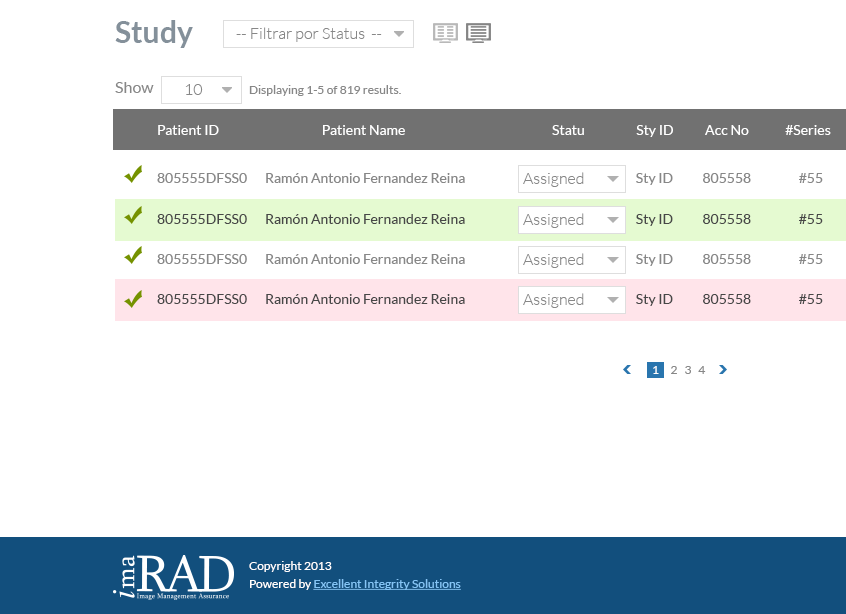 Study -- Filtrar por Status --
Show 10 Displaying 1-5 of 819 results.
Patient ID Patient Name Statu Sty ID Acc No #Series
805555DFSS0 Ramón Antonio Fernandez Reina Assigned Sty ID 805558 #55
805555DFSS0 Ramón Antonio Fernandez Reina Assigned Sty ID 805558 #55
805555DFSS0 Ramón Antonio Fernandez Reina Assigned Sty ID 805558 #55
805555DFSS0 Ramón Antonio Fernandez Reina Assigned Sty ID 805558 #55
1 2 3 4
imaRAD
Image Management Assurance
Copyright 2013
Powered by Excellent Integrity Solutions